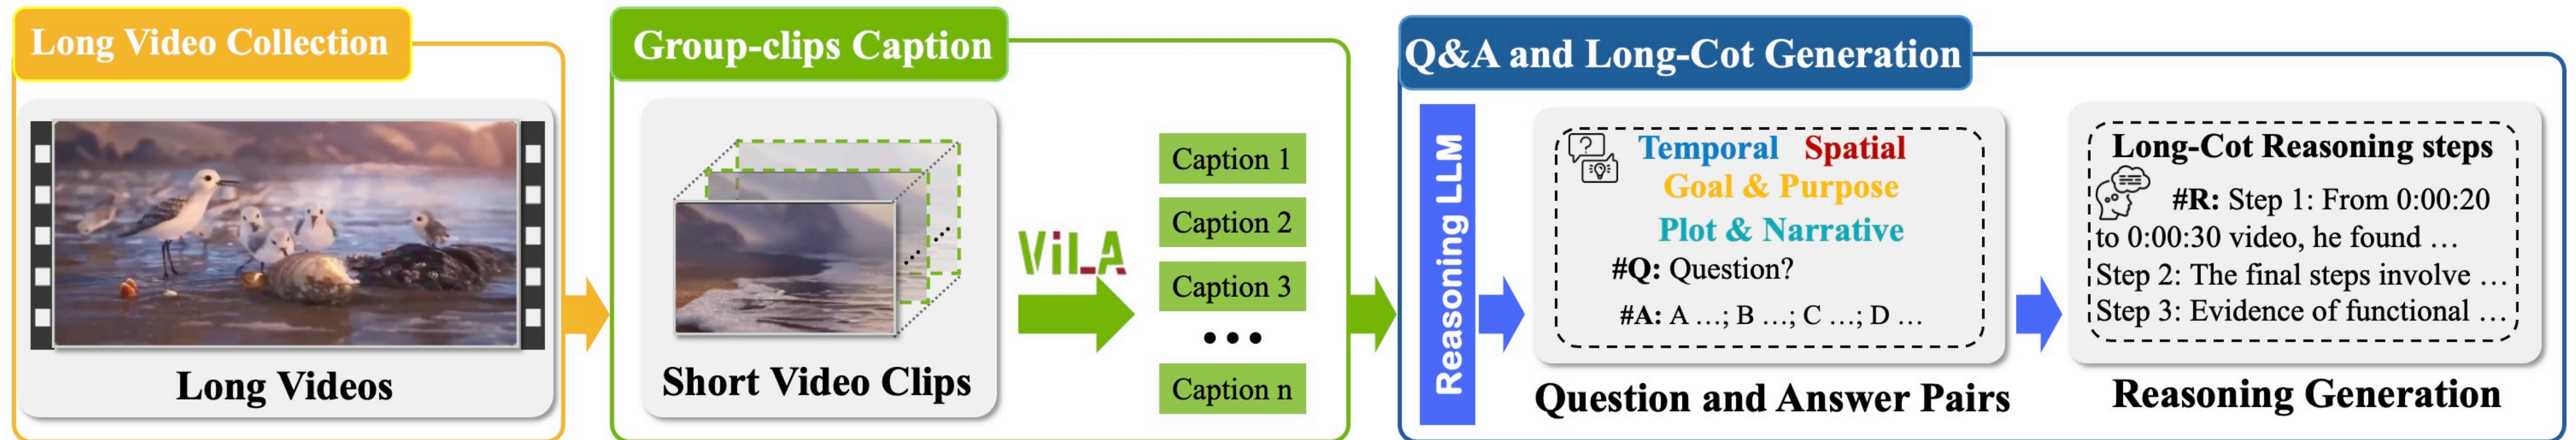 Long Video Collection
Long Videos
Group-clips Caption
Short Video Clips
ViLA
Caption 1
Caption 2
Caption 3
•••
Caption n
Q&A and Long-Cot Generation
Reasoning LLM
?
Temporal Spatial
Goal & Purpose
Plot & Narrative
#Q: Question?
#A: A …; B …; C …; D …
Question and Answer Pairs
Long-Cot Reasoning steps
#R: Step 1: From 0:00:20
to 0:00:30 video, he found …
Step 2: The final steps involve …
Step 3: Evidence of functional …
Reasoning Generation